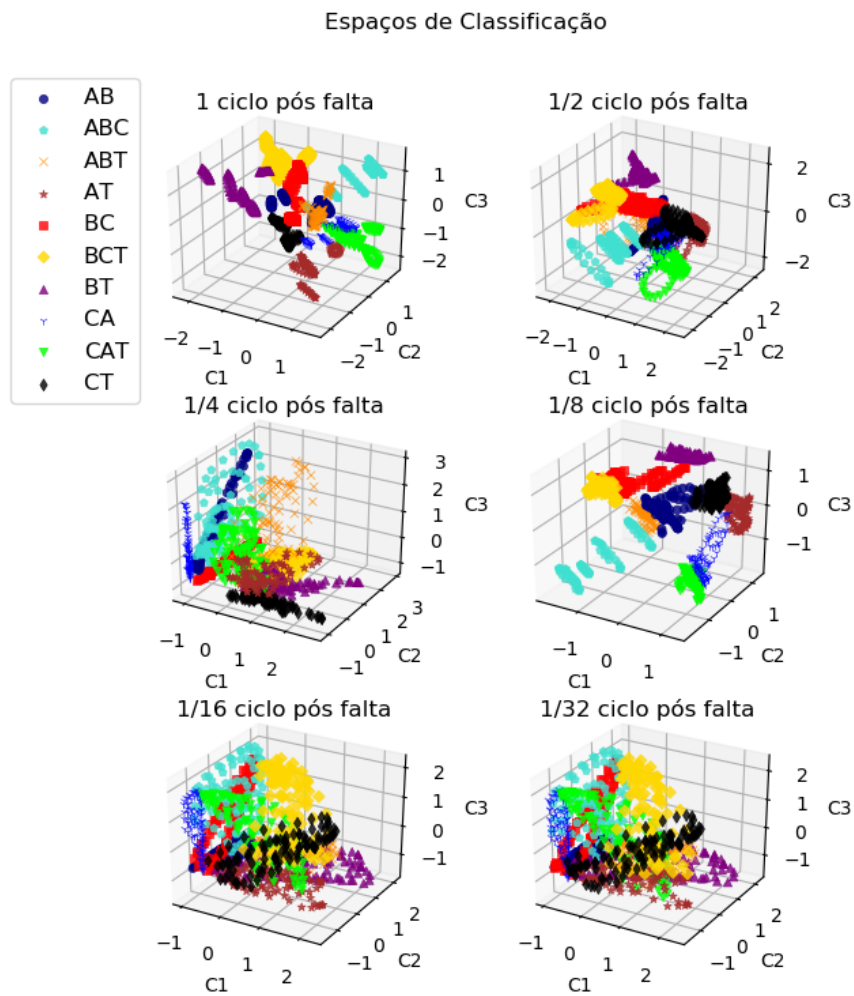 Espaços de Classificação
AB
ABC
ABT
AT
BC
BCT
BT
CA
CAT
CT
1 ciclo pós falta
1
0
−1
−2
C3
−2
−1
0
1
C1
−2
−1
0
1
C2
1/2 ciclo pós falta
2
0
−2
C3
−2
−1
0
1
2
C1
−2
−1
0
1
2
C2
1/4 ciclo pós falta
3
2
1
0
−1
C3
−1
0
1
2
C1
−1
0
1
2
3
C2
1/8 ciclo pós falta
1
0
−1
C3
−1
0
1
C1
−1
0
1
C2
1/16 ciclo pós falta
2
1
0
−1
C3
−1
0
1
2
C1
−1
0
1
2
C2
1/32 ciclo pós falta
2
1
0
−1
C3
−1
0
1
2
C1
−1
0
1
2
C2